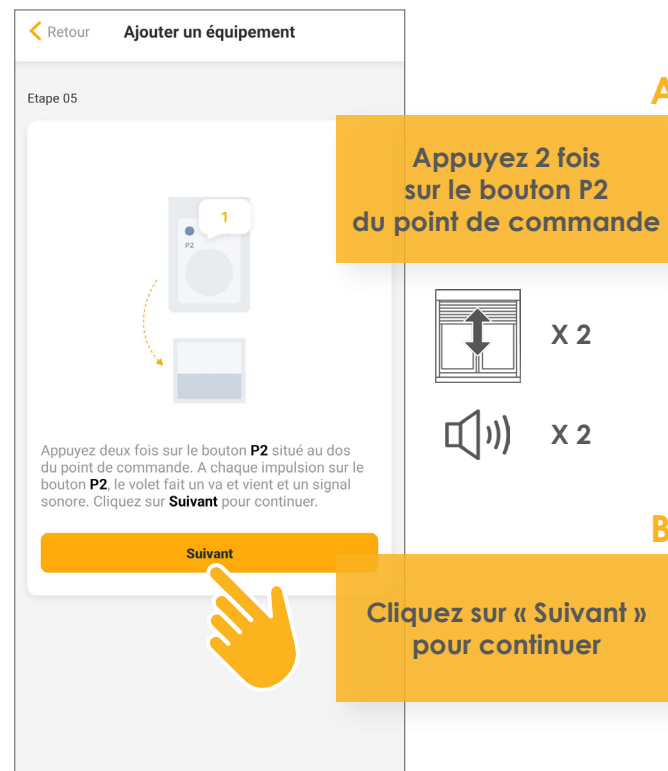 Retour
Ajouter un équipement
Etape 05
1
P2
Appuyez deux fois sur le bouton P2 situé au dos
du point de commande. A chaque impulsion sur le
bouton P2, le volet fait un va et vient et un signal
sonore. Cliquez sur Suivant pour continuer.
Suivant
A
Appuyez 2 fois
sur le bouton P2
du point de commande
X 2
X 2
B
Cliquez sur « Suivant »
pour continuer